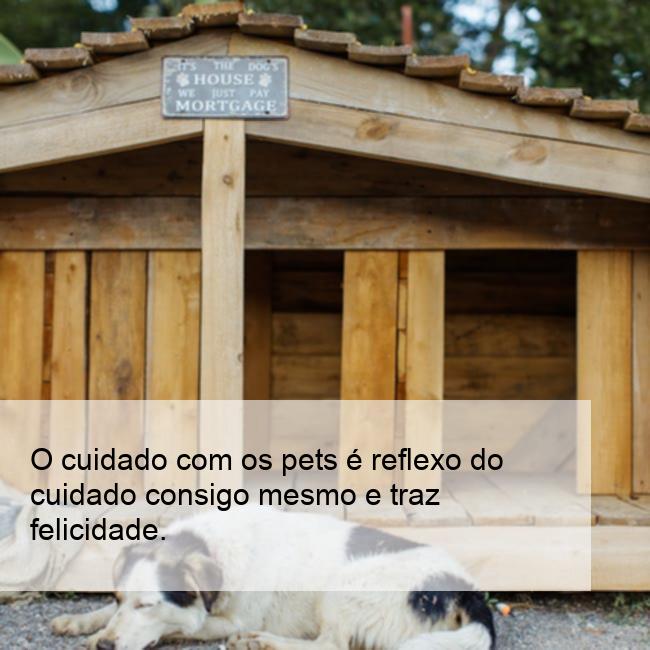 IT'S THE DOG'S
HOUSE
WE JUST PAY
MORTGAGE
O cuidado com os pets é reflexo do
cuidado consigo mesmo e traz
felicidade.